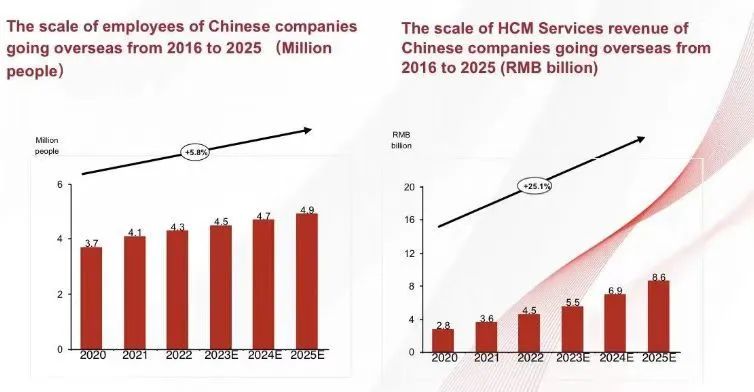 The scale of employees of Chinese companies
going overseas from 2016 to 2025 （Million
people）
Million
people
+5.8%
6
4
2
0
3.7
4.1
4.3
4.5
4.7
4.9
2020
2021
2022
2023E
2024E
2025E
The scale of HCM Services revenue of
Chinese companies going overseas from
2016 to 2025 (RMB billion)
RMB
billion
+25.1%
20
16
12
8
4
0
2.8
3.6
4.5
5.5
6.9
8.6
2020
2021
2022
2023E
2024E
2025E